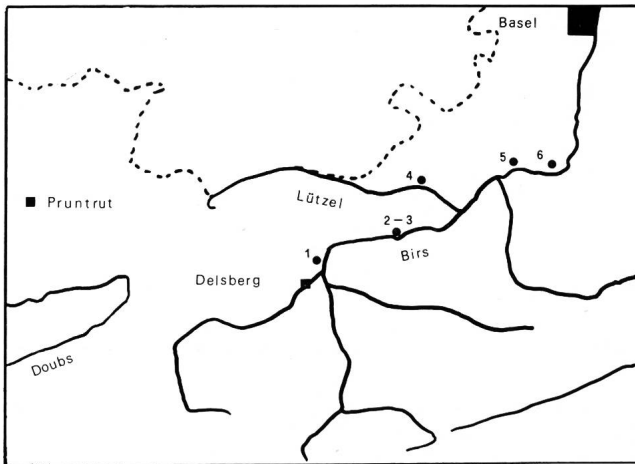 Basel
5
6
4
Pruntrut
Lützel
2–3
Birs
1
Delsberg
Doubs